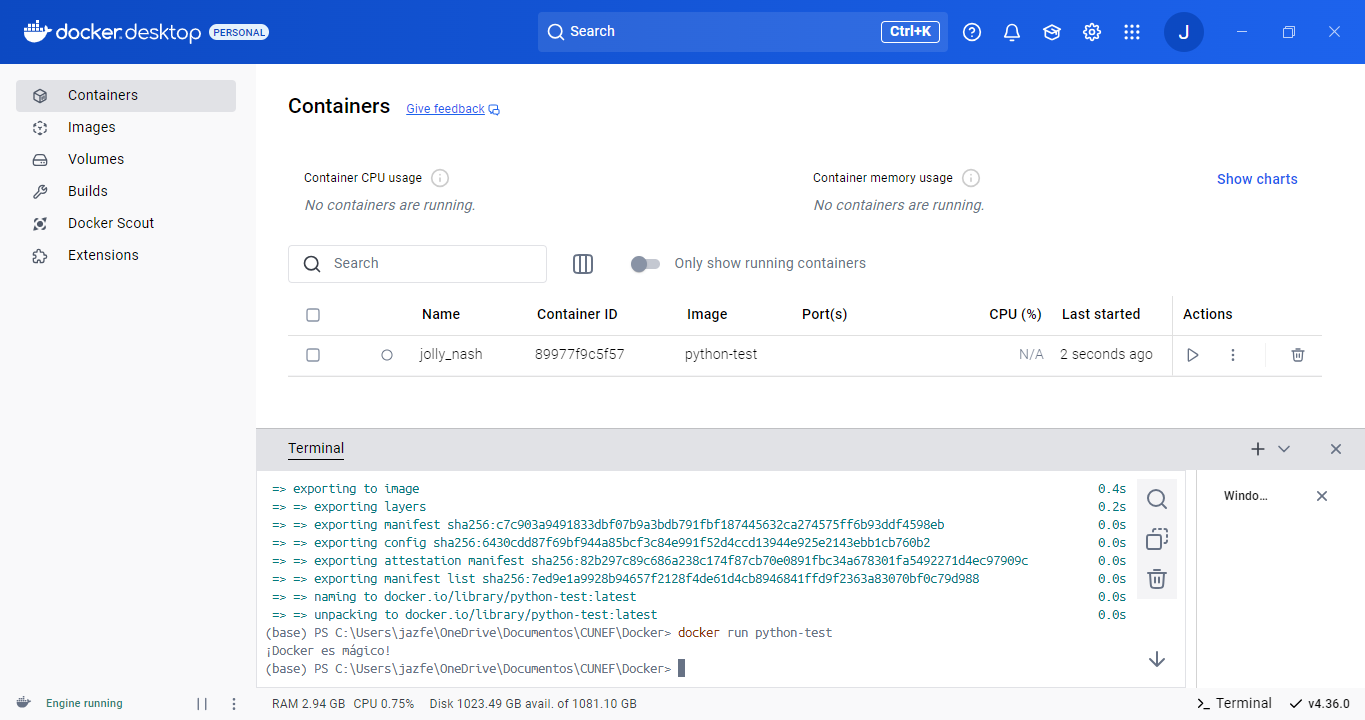 docker.desktop PERSONAL
Search Ctrl+K
J
Containers
Images
Volumes
Builds
Docker Scout
Extensions
Containers Give feedback
Container CPU usage
No containers are running.
Container memory usage
No containers are running.
Show charts
Search
Only show running containers
Name Container ID Image Port(s) CPU (%) Last started Actions
jolly_nash 89977f9c5f57 python-test N/A 2 seconds ago
Terminal
=> exporting to image 0.4s
=> => exporting layers 0.2s
=> => exporting manifest sha256:c7c903a9491833dbf07b9a3bdb791fbf187445632ca274575ff6b93ddf4598eb 0.0s
=> => exporting config sha256:6430cdd87f69bf944a85bcf3c84e991f52d4ccd13944e925e2143ebb1cb760b2 0.0s
=> => exporting attestation manifest sha256:82b297c89c686a238c174f87cb70e0891fbc34a678301fa5492271d4ec97909c 0.0s
=> => exporting manifest list sha256:7ed9e1a9928b94657f2128f4de61d4cb8946841ffd9f2363a83070bf0c79d988 0.0s
=> => naming to docker.io/library/python-test:latest 0.0s
=> => unpacking to docker.io/library/python-test:latest 0.0s
(base) PS C:\Users\jazfe\OneDrive\Documentos\CUNEF\Docker> docker run python-test
¡Docker es mágico!
(base) PS C:\Users\jazfe\OneDrive\Documentos\CUNEF\Docker>
Windo...
Engine running
RAM 2.94 GB CPU 0.75% Disk 1023.49 GB avail. of 1081.10 GB
Terminal v4.36.0